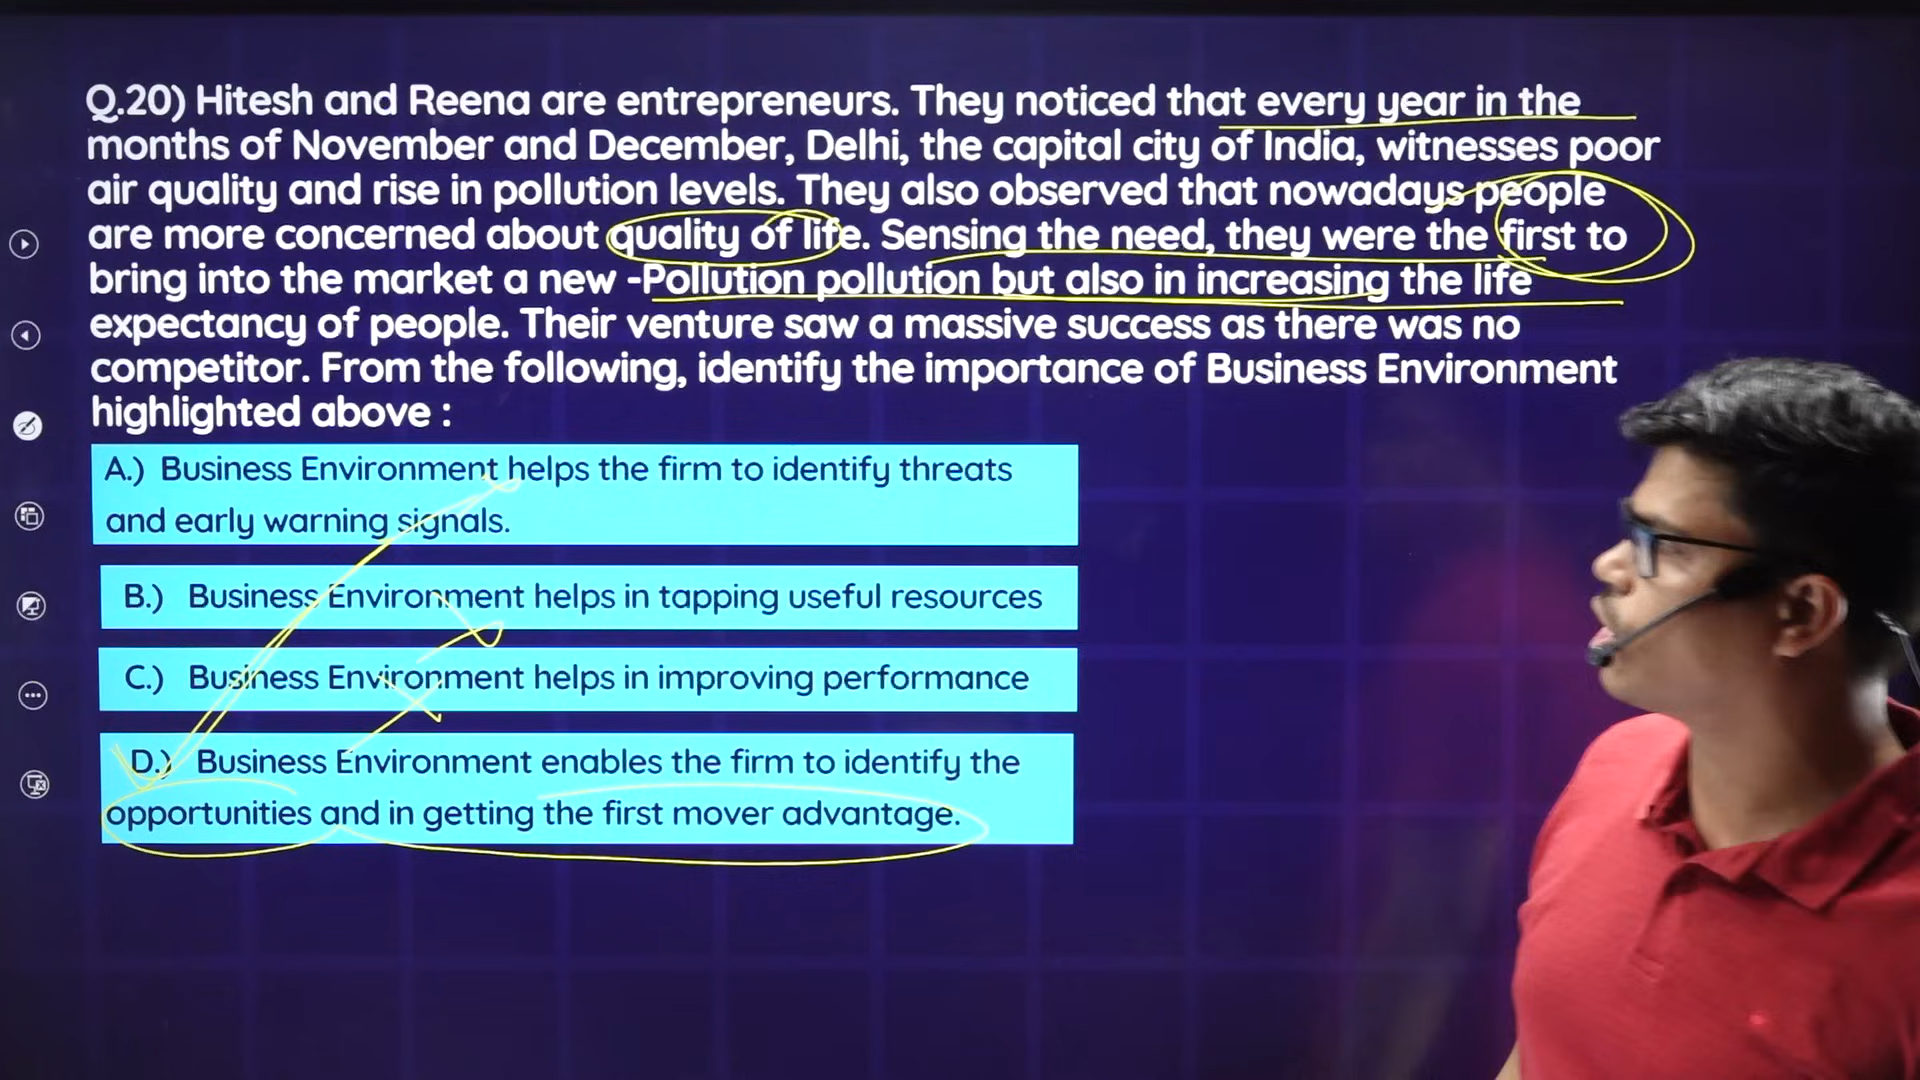 Q.20) Hitesh and Reena are entrepreneurs. They noticed that every year in the
months of November and December, Delhi, the capital city of India, witnesses poor
air quality and rise in pollution levels. They also observed that nowadays people
are more concerned about quality of life. Sensing the need, they were the first to
bring into the market a new -Pollution pollution but also in increasing the life
expectancy of people. Their venture saw a massive success as there was no
competitor. From the following, identify the importance of Business Environment
highlighted above :
A.) Business Environment helps the firm to identify threats
and early warning signals.
B.) Business Environment helps in tapping useful resources
C.) Business Environment helps in improving performance
D.) Business Environment enables the firm to identify the
opportunities and in getting the first mover advantage.